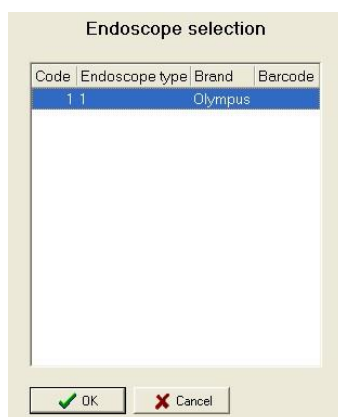 Endoscope selection
Code Endoscope type Brand Barcode
1 1 Olympus
OK Cancel